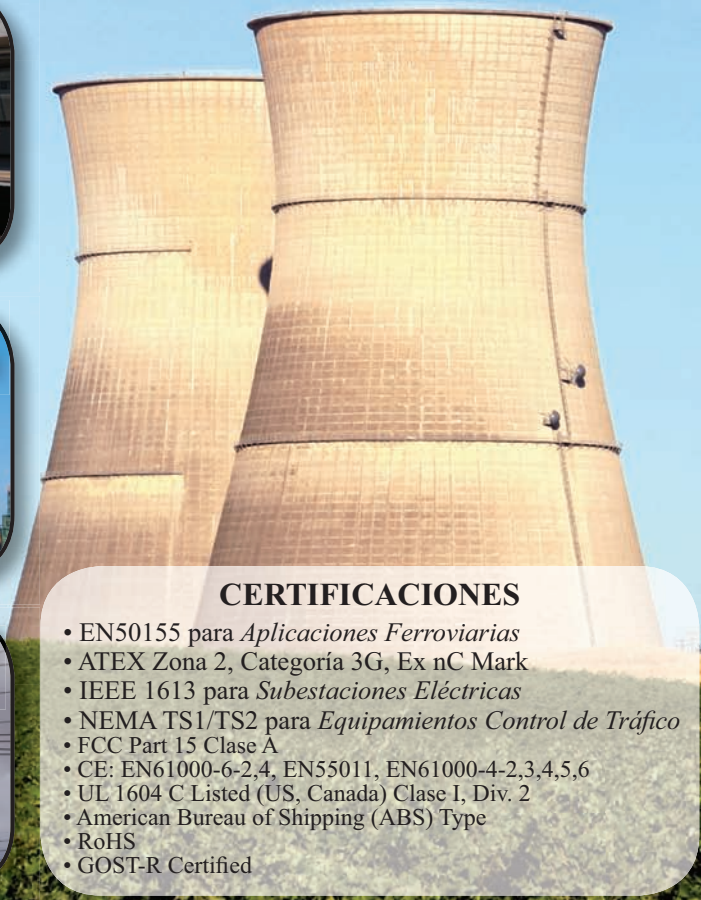 CERTIFICACIONES
• EN50155 para Aplicaciones Ferroviarias
• ATEX Zona 2, Categoría 3G, Ex nC Mark
• IEEE 1613 para Subestaciones Eléctricas
• NEMA TS1/TS2 para Equipamientos Control de Tráfico
• FCC Part 15 Clase A
• CE: EN61000-6-2,4, EN55011, EN61000-4-2,3,4,5,6
• UL 1604 C Listed (US, Canada) Clase I, Div. 2
• American Bureau of Shipping (ABS) Type
• RoHS
• GOST-R Certified